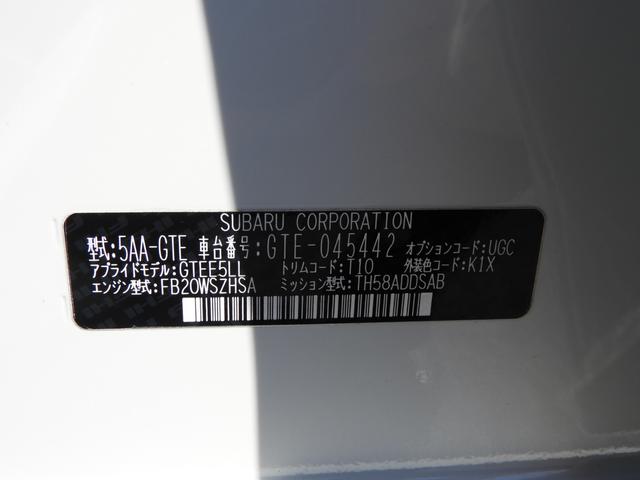 SUBARU CORPORATION
型式:5AA-GTE 車台番号:GTE-045442 オプションコード:UGC
アプライドモデル:GTEE5LL トリムコード:T10 外装色コード:K1X
エンジン型式:FB20WSZHSA ミッション型式:TH58ADDSAB